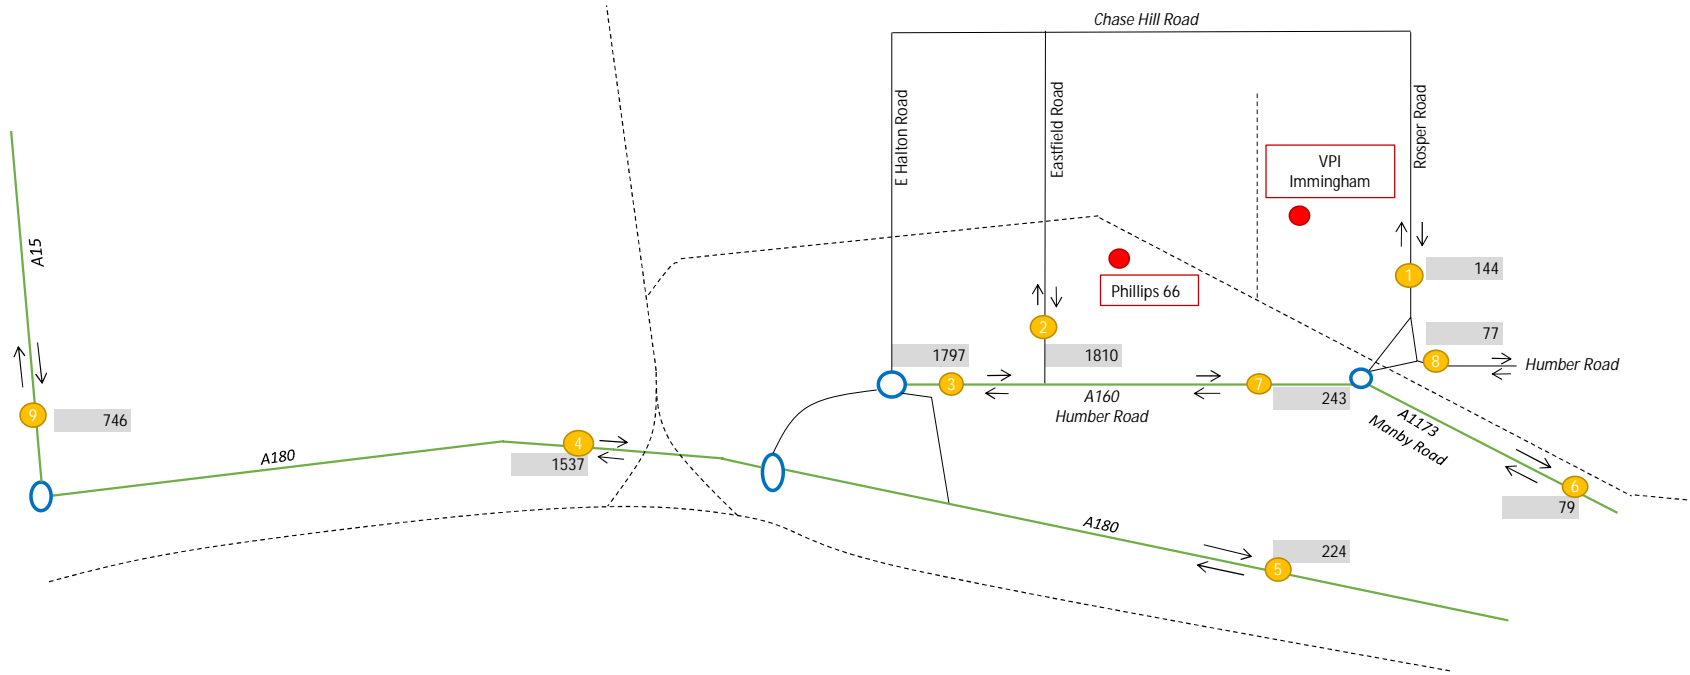 Chase Hill Road
E Halton Road
Eastfield Road
Rosper Road
VPI
Immingham
A15
1
144
Phillips 66
2
77
1797
1810
8
Humber Road
3
7
243
A160
Humber Road
A1173
Manby Road
9
746
A180
4
1537
6
79
A180
224
5